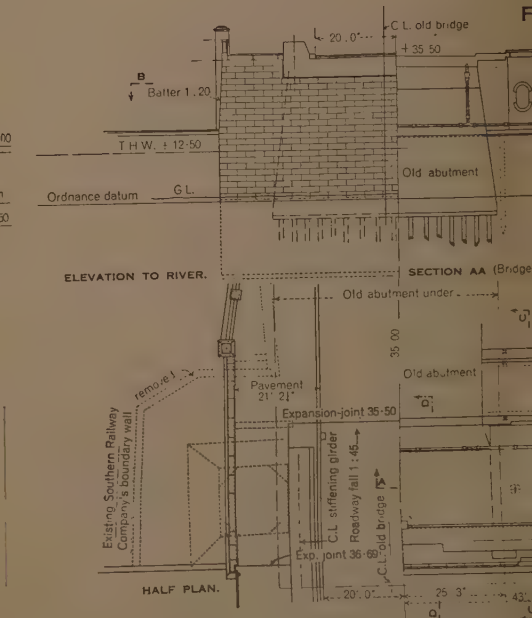 F
C.L. old bridge
20'.0"
+ 35·50
B
Batter 1.20
T H.W. + 12·50
Old abutment
Ordnance datum
G L.
ELEVATION TO RIVER.
SECTION AA (Bridge
Old abutment under
35·00
Old abutment
remove
Pavement
21' 2½"
Expansion-joint 35·50
Existing Southern Railway
Company's boundary wall
C.L stiffening girder
Roadway fall 1:45
C.L. old bridge
Exp. joint 36·69
HALF PLAN.
20'. 0"
25' 3"
43'